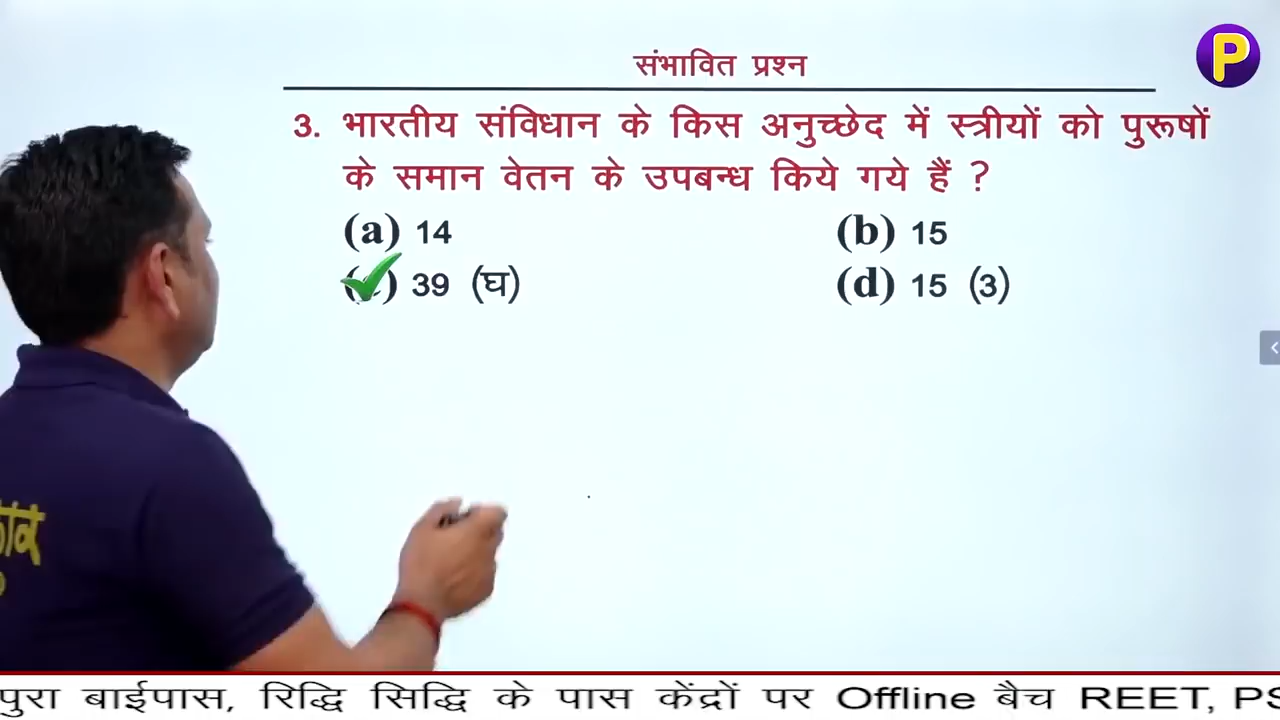 P
संभावित प्रश्न
3. भारतीय संविधान के किस अनुच्छेद में स्त्रीयों को पुरूषों
के समान वेतन के उपबन्ध किये गये हैं ?
(a) 14 (b) 15
39 (घ) (d) 15 (3)
पुरा बाईपास, रिद्धि सिद्धि के पास केंद्रों पर Offline बैच REET, PS